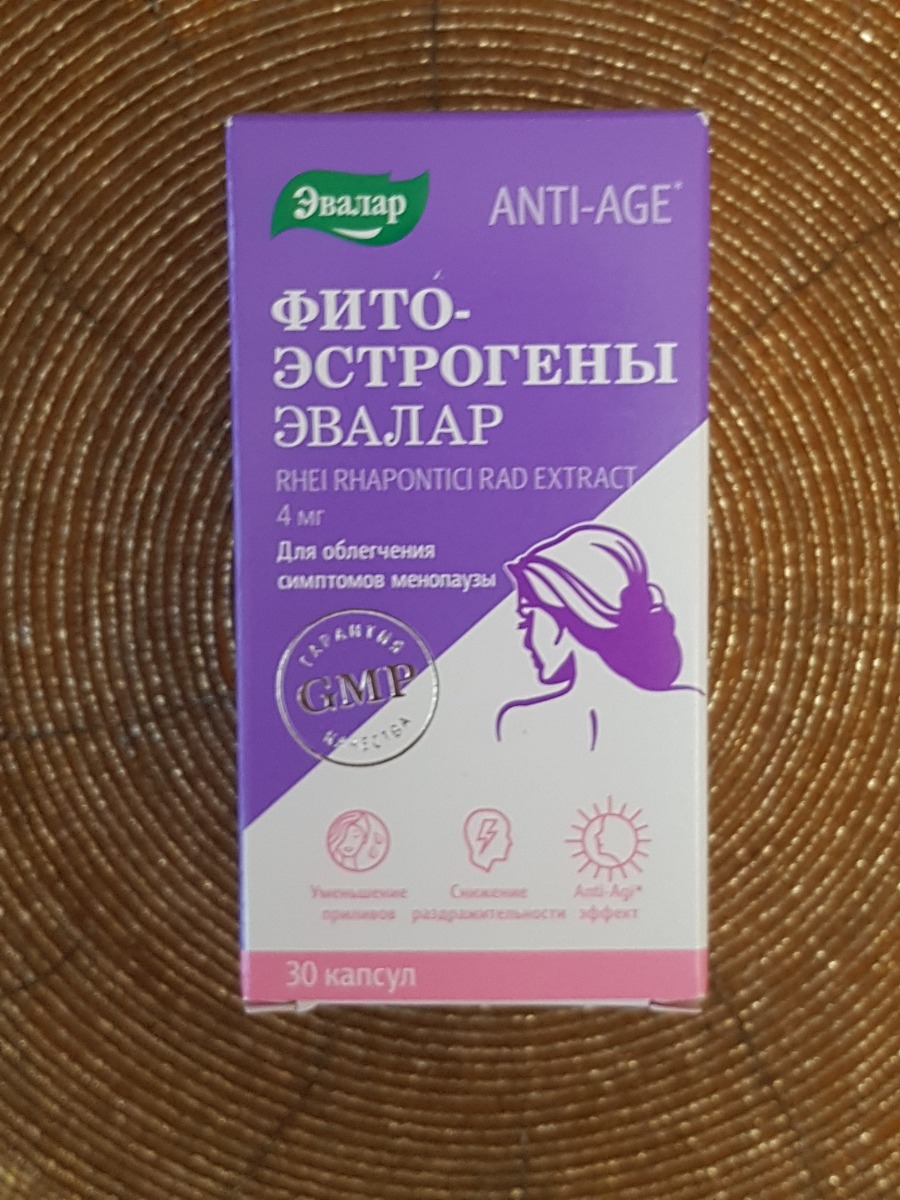 Эвалар
ANTI-AGE*
ФИТО́-
ЭСТРОГЕНЫ
ЭВАЛАР
RHEI RHAPONTICI RAD EXTRACT
4 мг
Для облегчения
симптомов менопаузы
ГАРАНТИЯ
GMP
КАЧЕСТВА
Уменьшение
приливов
Снижение
раздражительности
Anti-Age*
эффект
30 капсул